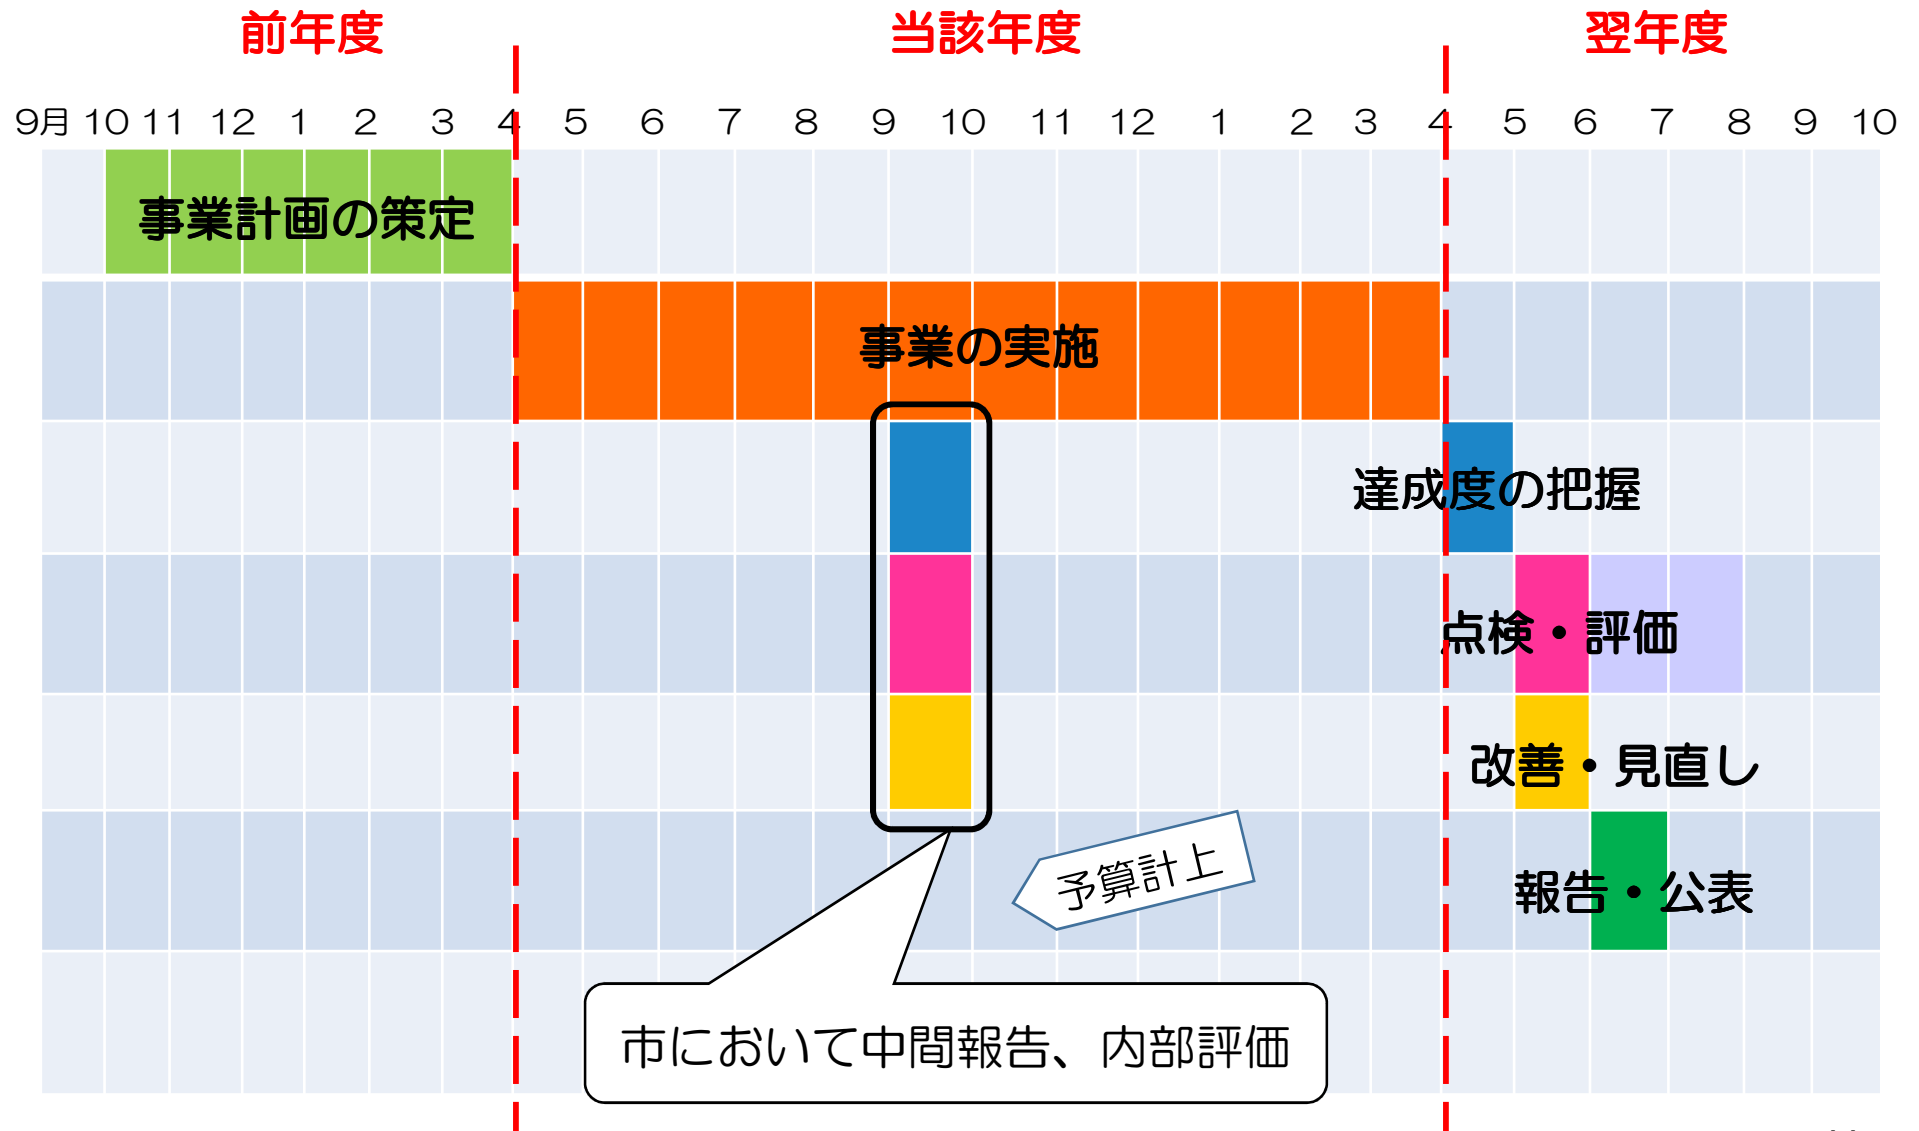 前年度 当該年度 翌年度
9月 10 11 12 1 2 3 4 5 6 7 8 9 10 11 12 1 2 3 4 5 6 7 8 9 10
事業計画の策定
事業の実施
達成度の把握
点検・評価
改善・見直し
予算計上
報告・公表
市において中間報告、内部評価